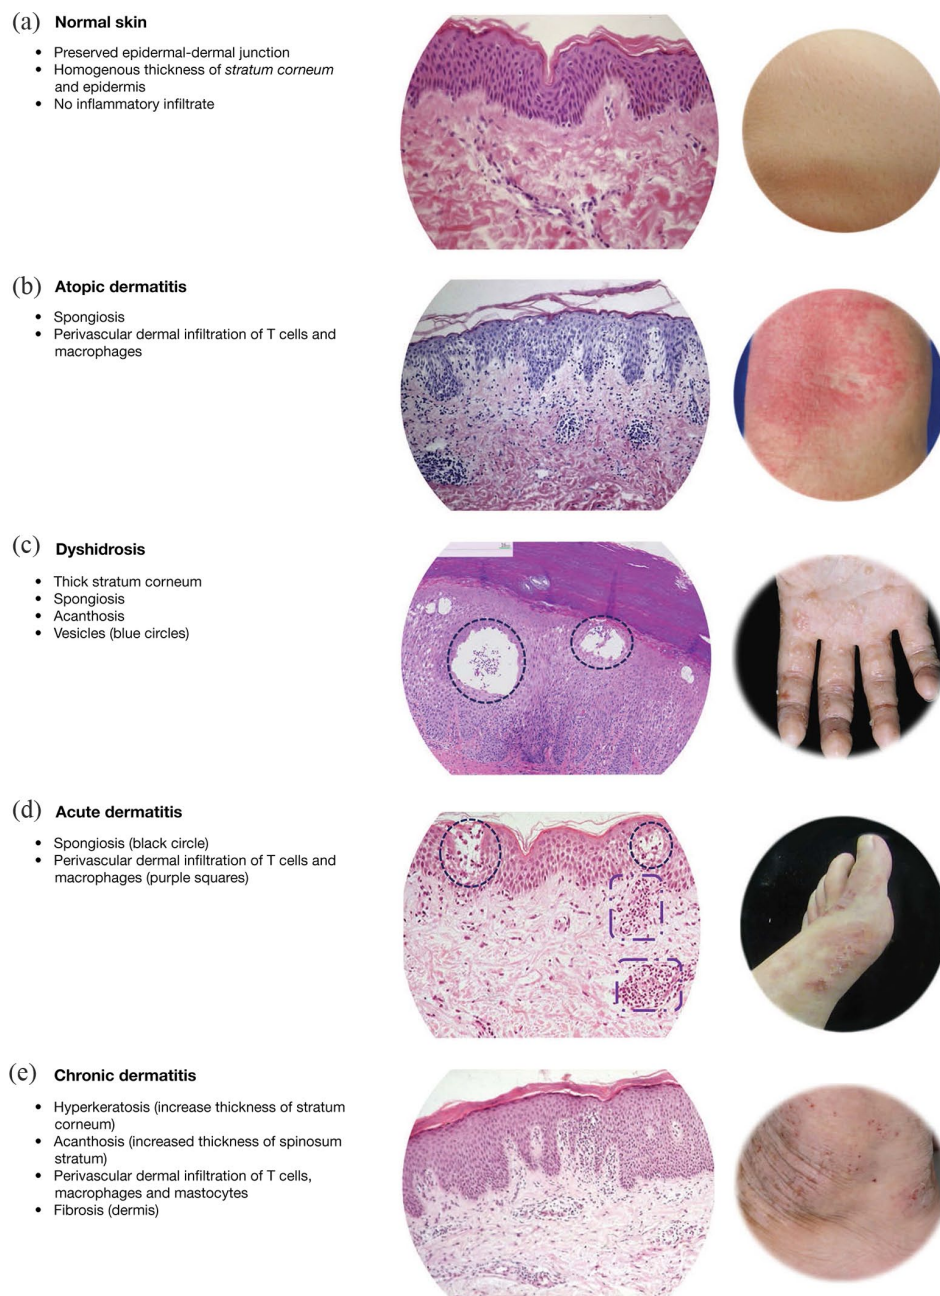 (a) Normal skin
• Preserved epidermal-dermal junction
• Homogenous thickness of stratum corneum
and epidermis
• No inflammatory infiltrate
(b) Atopic dermatitis
• Spongiosis
• Perivascular dermal infiltration of T cells and
macrophages
(c) Dyshidrosis
• Thick stratum corneum
• Spongiosis
• Acanthosis
• Vesicles (blue circles)
(d) Acute dermatitis
• Spongiosis (black circle)
• Perivascular dermal infiltration of T cells and
macrophages (purple squares)
(e) Chronic dermatitis
• Hyperkeratosis (increase thickness of stratum
corneum)
• Acanthosis (increased thickness of spinosum
stratum)
• Perivascular dermal infiltration of T cells,
macrophages and mastocytes
• Fibrosis (dermis)